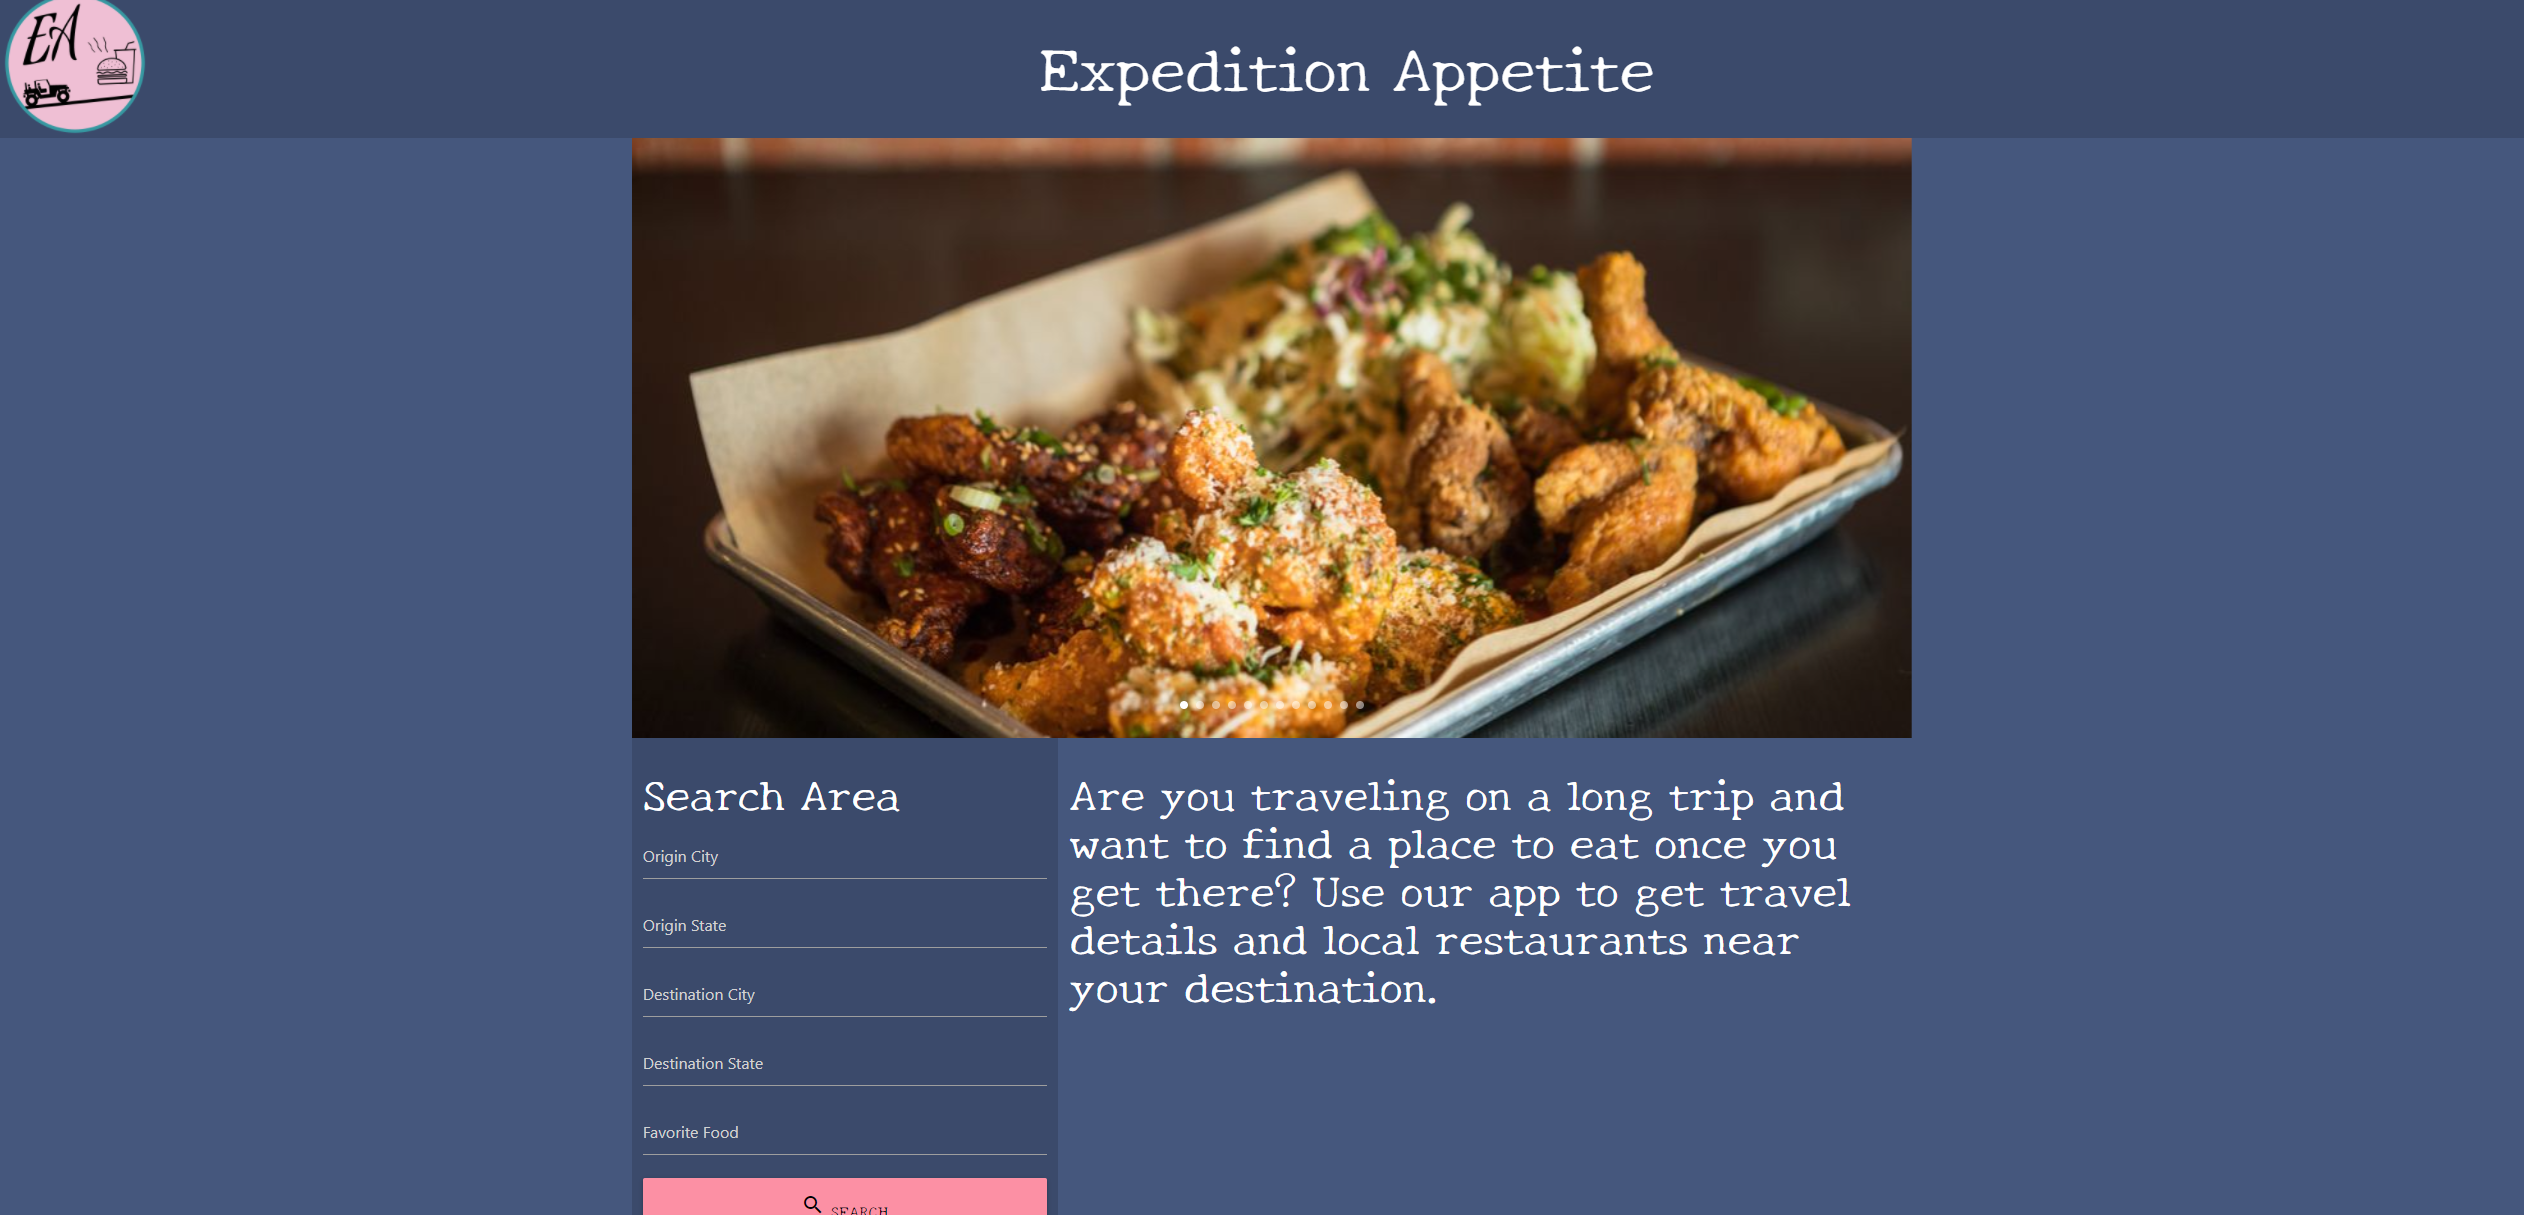 EA
Expedition Appetite
Search Area
Origin City
Origin State
Destination City
Destination State
Favorite Food
SEARCH
Are you traveling on a long trip and
want to find a place to eat once you
get there? Use our app to get travel
details and local restaurants near
your destination.